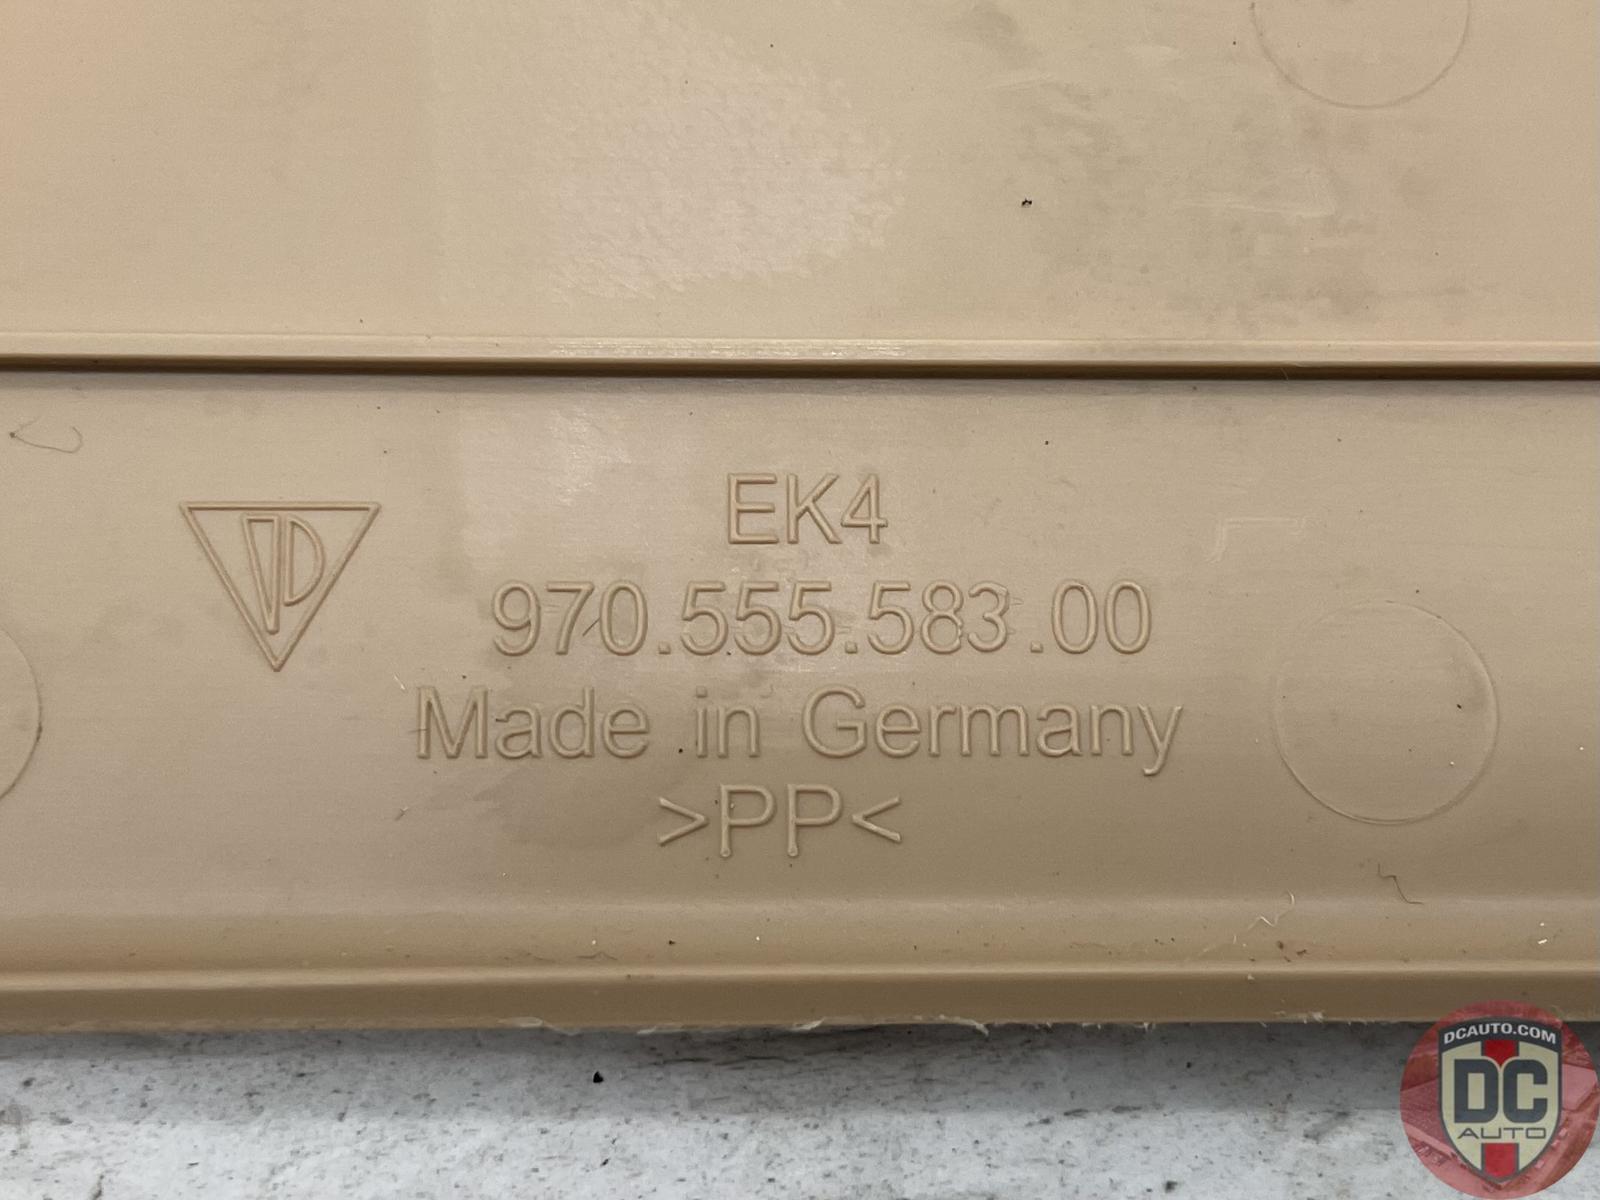 EK4
970.555.583.00
Made in Germany
>PP<
DCAUTO.COM
DC
AUTO